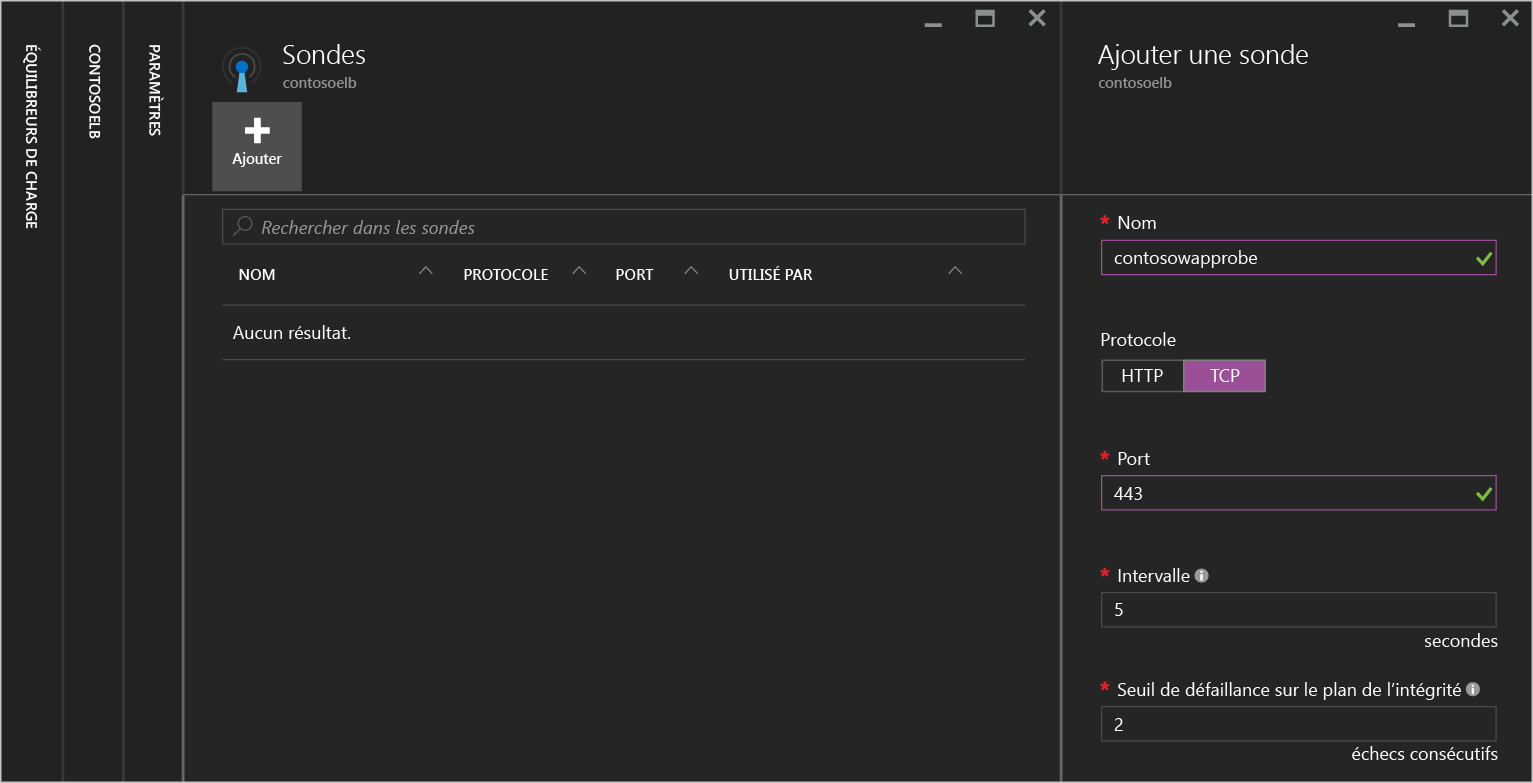 ÉQUILIBREURS DE CHARGE
CONTOSOELB
PARAMÈTRES
Sondes
contosoelb
Ajouter
Rechercher dans les sondes
NOM PROTOCOLE PORT UTILISÉ PAR
Aucun résultat.
Ajouter une sonde
contosoelb
* Nom
contosowapprobe
Protocole
HTTP TCP
* Port
443
* Intervalle
5
secondes
* Seuil de défaillance sur le plan de l’intégrité
2
échecs consécutifs